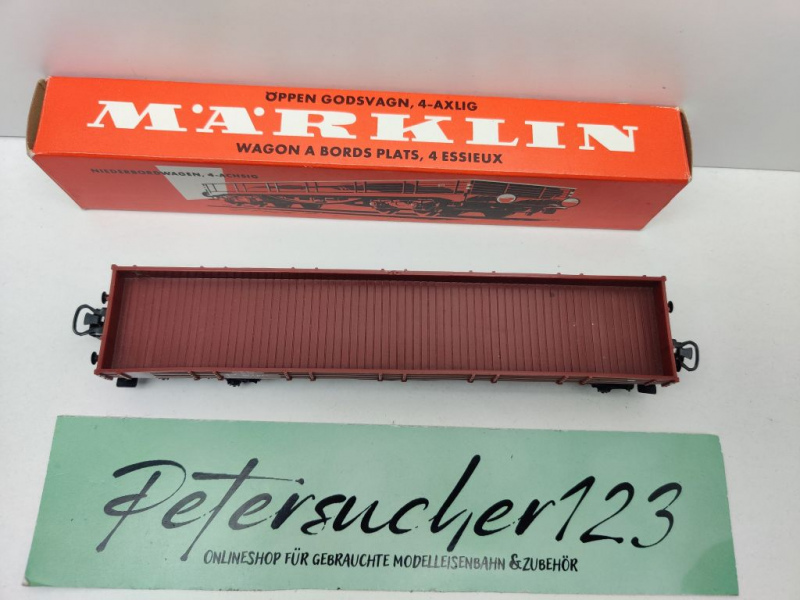 ÖPPEN GODSVAGN, 4-AXLIG
MÄRKLIN
WAGON A BORDS PLATS, 4 ESSIEUX
NIEDERBORDWAGEN, 4-ACHSIG
Petersucher123
ONLINESHOP FÜR GEBRAUCHTE MODELLEISENBAHN & ZUBEHÖR